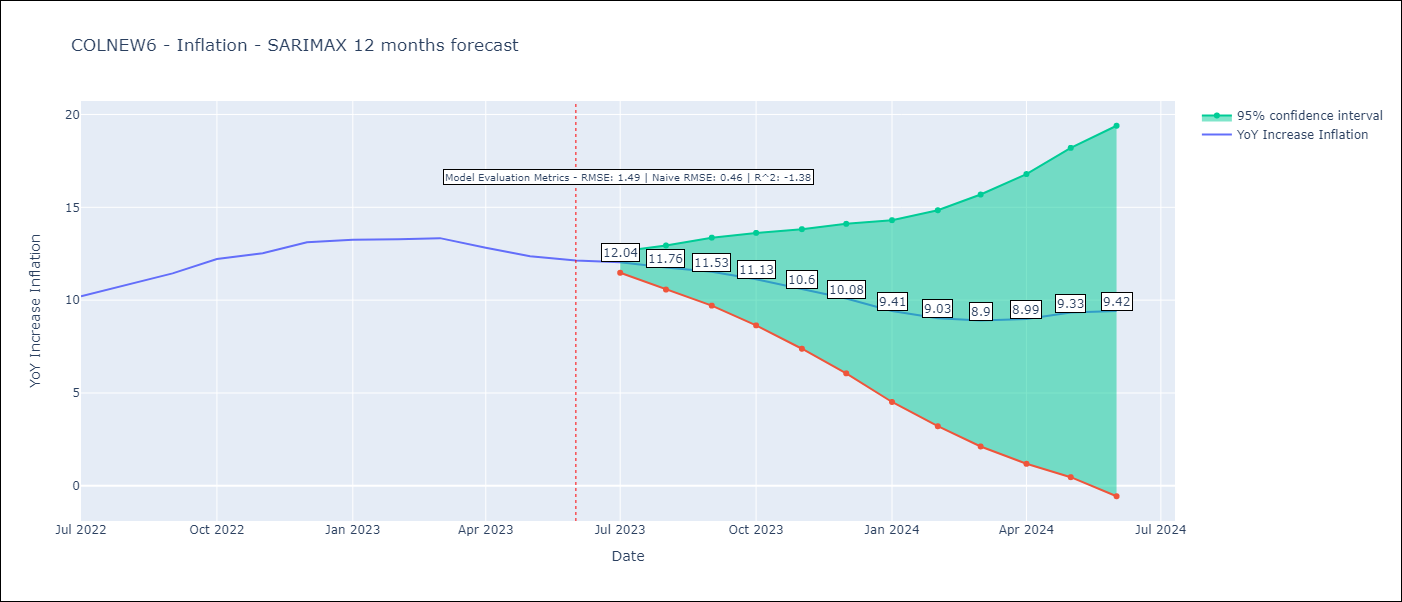 COLNEW6 - Inflation - SARIMAX 12 months forecast
20
15
10
5
0
YoY Increase Inflation
Model Evaluation Metrics - RMSE: 1.49 | Naive RMSE: 0.46 | R^2: -1.38
12.04
11.76
11.53
11.13
10.6
10.08
9.41
9.03
8.9
8.99
9.33
9.42
Jul 2022
Oct 2022
Jan 2023
Apr 2023
Jul 2023
Oct 2023
Jan 2024
Apr 2024
Jul 2024
Date
95% confidence interval
YoY Increase Inflation